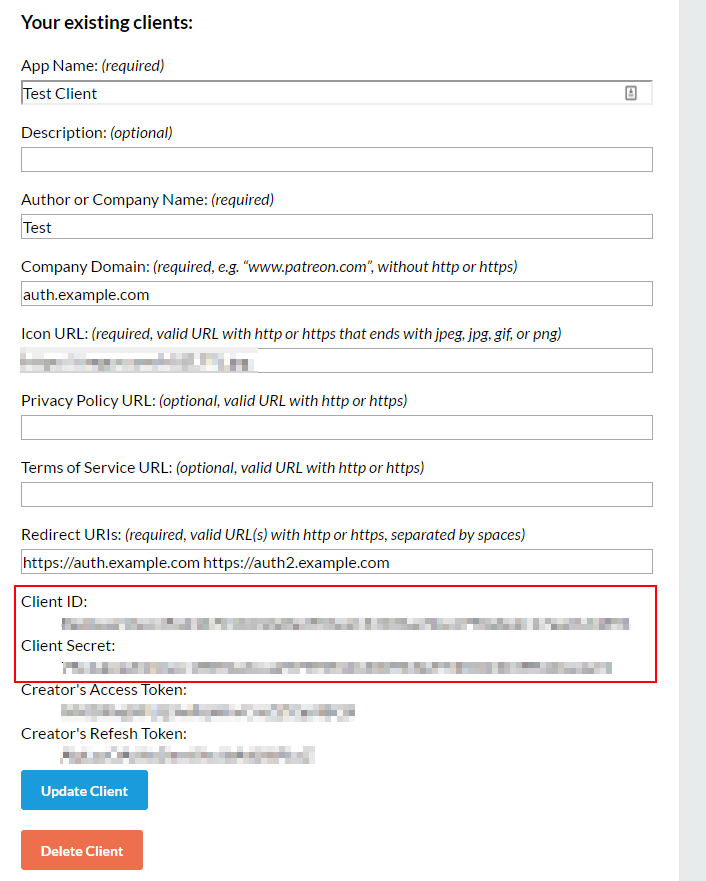 Your existing clients:
App Name: (required)
Test Client
Description: (optional)
Author or Company Name: (required)
Test
Company Domain: (required, e.g. “www.patreon.com”, without http or https)
auth.example.com
Icon URL: (required, valid URL with http or https that ends with jpeg, jpg, gif, or png)
Privacy Policy URL: (optional, valid URL with http or https)
Terms of Service URL: (optional, valid URL with http or https)
Redirect URIs: (required, valid URL(s) with http or https, separated by spaces)
https://auth.example.com https://auth2.example.com
Client ID:
Client Secret:
Creator's Access Token:
Creator's Refesh Token:
Update Client
Delete Client